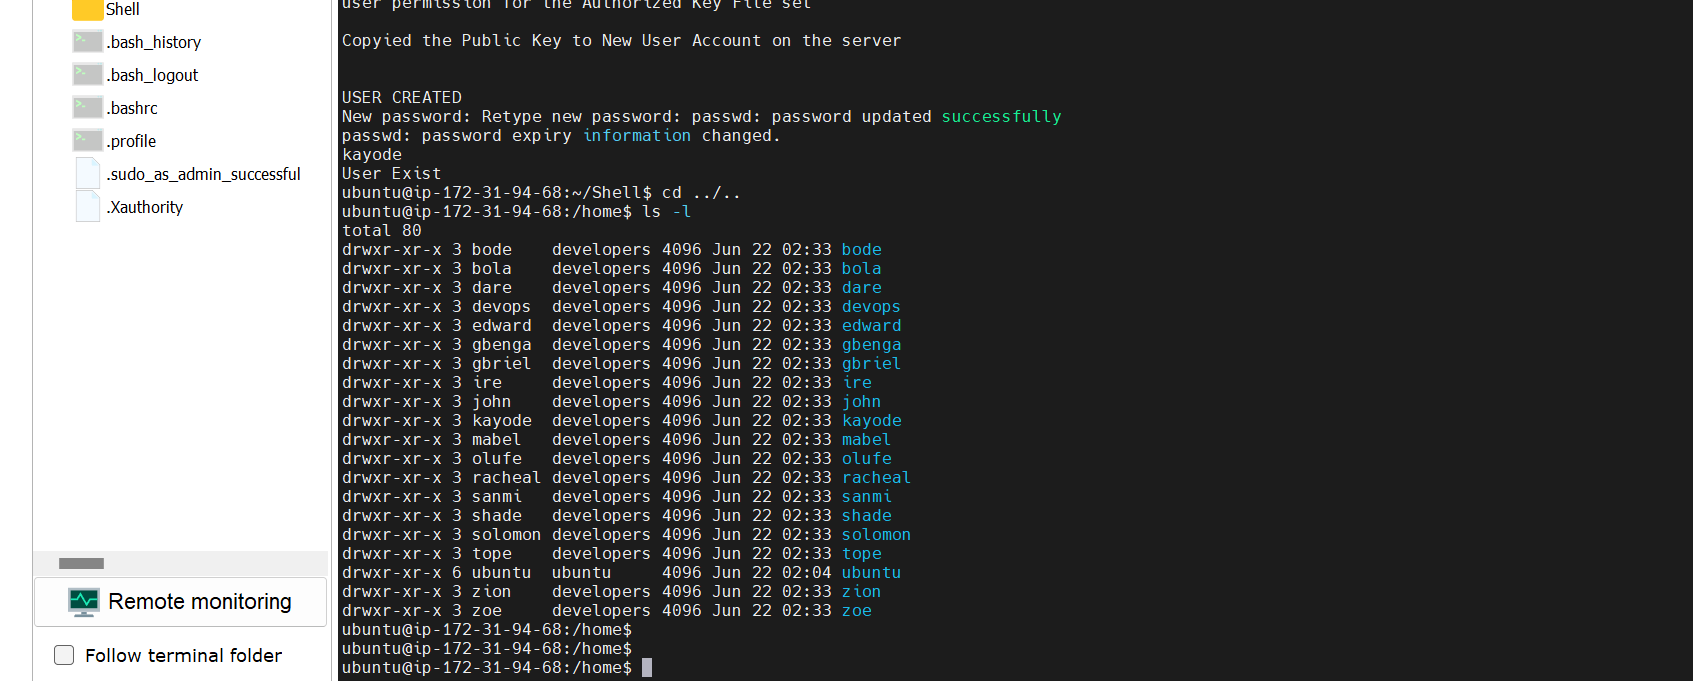 Shell
.bash_history
.bash_logout
.bashrc
.profile
.sudo_as_admin_successful
.Xauthority
Remote monitoring
Follow terminal folder
user permission for the Authorized Key File set
Copyied the Public Key to New User Account on the server
USER CREATED
New password: Retype new password: passwd: password updated successfully
passwd: password expiry information changed.
kayode
User Exist
ubuntu@ip-172-31-94-68:~/Shell$ cd ../..
ubuntu@ip-172-31-94-68:/home$ ls -l
total 80
drwxr-xr-x 3 bode    developers 4096 Jun 22 02:33 bode
drwxr-xr-x 3 bola    developers 4096 Jun 22 02:33 bola
drwxr-xr-x 3 dare    developers 4096 Jun 22 02:33 dare
drwxr-xr-x 3 devops  developers 4096 Jun 22 02:33 devops
drwxr-xr-x 3 edward  developers 4096 Jun 22 02:33 edward
drwxr-xr-x 3 gbenga  developers 4096 Jun 22 02:33 gbenga
drwxr-xr-x 3 gbriel  developers 4096 Jun 22 02:33 gbriel
drwxr-xr-x 3 ire     developers 4096 Jun 22 02:33 ire
drwxr-xr-x 3 john    developers 4096 Jun 22 02:33 john
drwxr-xr-x 3 kayode  developers 4096 Jun 22 02:33 kayode
drwxr-xr-x 3 mabel   developers 4096 Jun 22 02:33 mabel
drwxr-xr-x 3 olufe   developers 4096 Jun 22 02:33 olufe
drwxr-xr-x 3 racheal developers 4096 Jun 22 02:33 racheal
drwxr-xr-x 3 sanmi   developers 4096 Jun 22 02:33 sanmi
drwxr-xr-x 3 shade   developers 4096 Jun 22 02:33 shade
drwxr-xr-x 3 solomon developers 4096 Jun 22 02:33 solomon
drwxr-xr-x 3 tope    developers 4096 Jun 22 02:33 tope
drwxr-xr-x 6 ubuntu  ubuntu     4096 Jun 22 02:04 ubuntu
drwxr-xr-x 3 zion    developers 4096 Jun 22 02:33 zion
drwxr-xr-x 3 zoe     developers 4096 Jun 22 02:33 zoe
ubuntu@ip-172-31-94-68:/home$
ubuntu@ip-172-31-94-68:/home$
ubuntu@ip-172-31-94-68:/home$